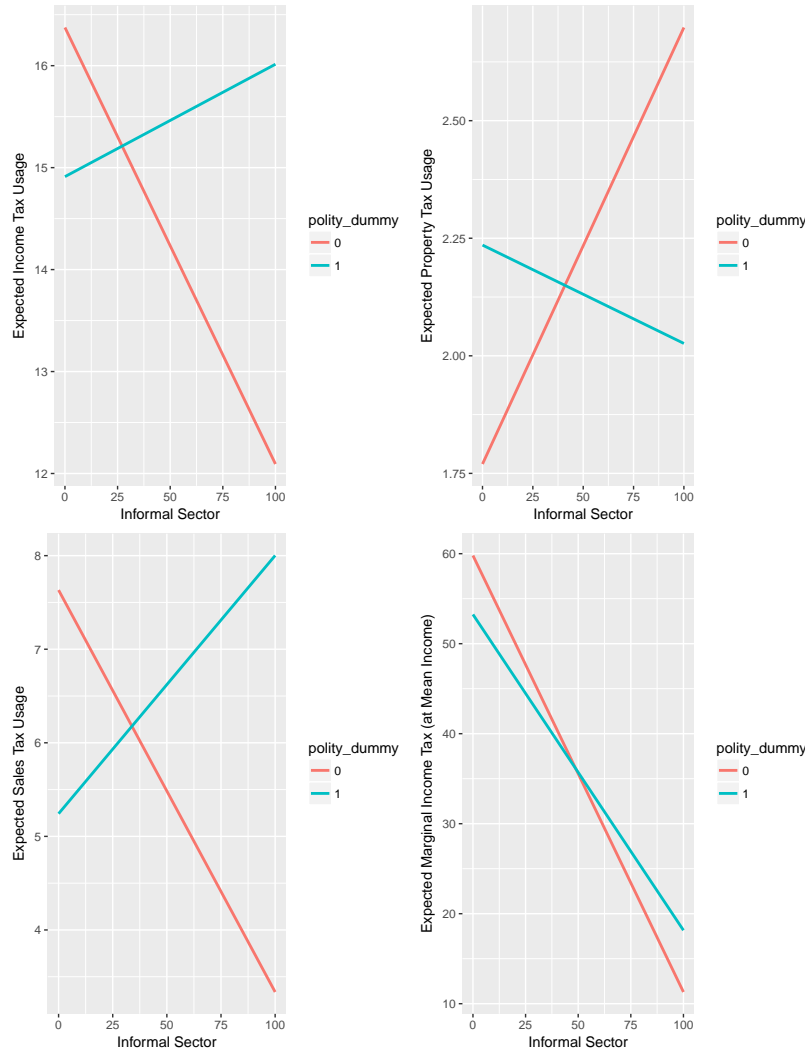 Expected Income Tax Usage
16
15
14
13
12
0 25 50 75 100
Informal Sector
polity_dummy
0
1
Expected Property Tax Usage
2.50
2.25
2.00
1.75
0 25 50 75 100
Informal Sector
polity_dummy
0
1
Expected Sales Tax Usage
8
7
6
5
4
0 25 50 75 100
Informal Sector
polity_dummy
0
1
Expected Marginal Income Tax (at Mean Income)
60
50
40
30
20
10
0 25 50 75 100
Informal Sector
polity_dummy
0
1